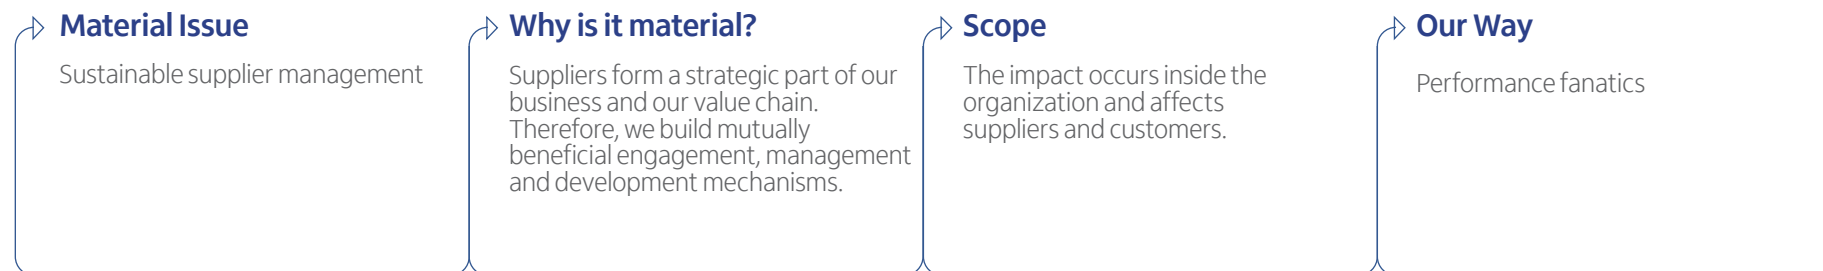 Material Issue
Sustainable supplier management
Why is it material?
Suppliers form a strategic part of our
business and our value chain.
Therefore, we build mutually
beneficial engagement, management
and development mechanisms.
Scope
The impact occurs inside the
organization and affects
suppliers and customers.
Our Way
Performance fanatics